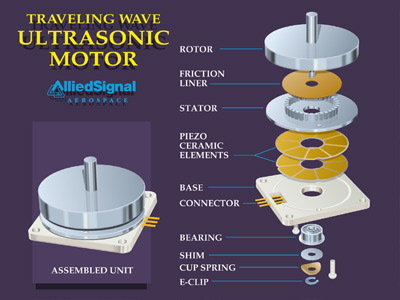 TRAVELING WAVE
ULTRASONIC
MOTOR
AlliedSignal
AEROSPACE
ROTOR
FRICTION
LINER
STATOR
PIEZO
CERAMIC
ELEMENTS
BASE
CONNECTOR
BEARING
SHIM
CUP SPRING
E-CLIP
ASSEMBLED UNIT